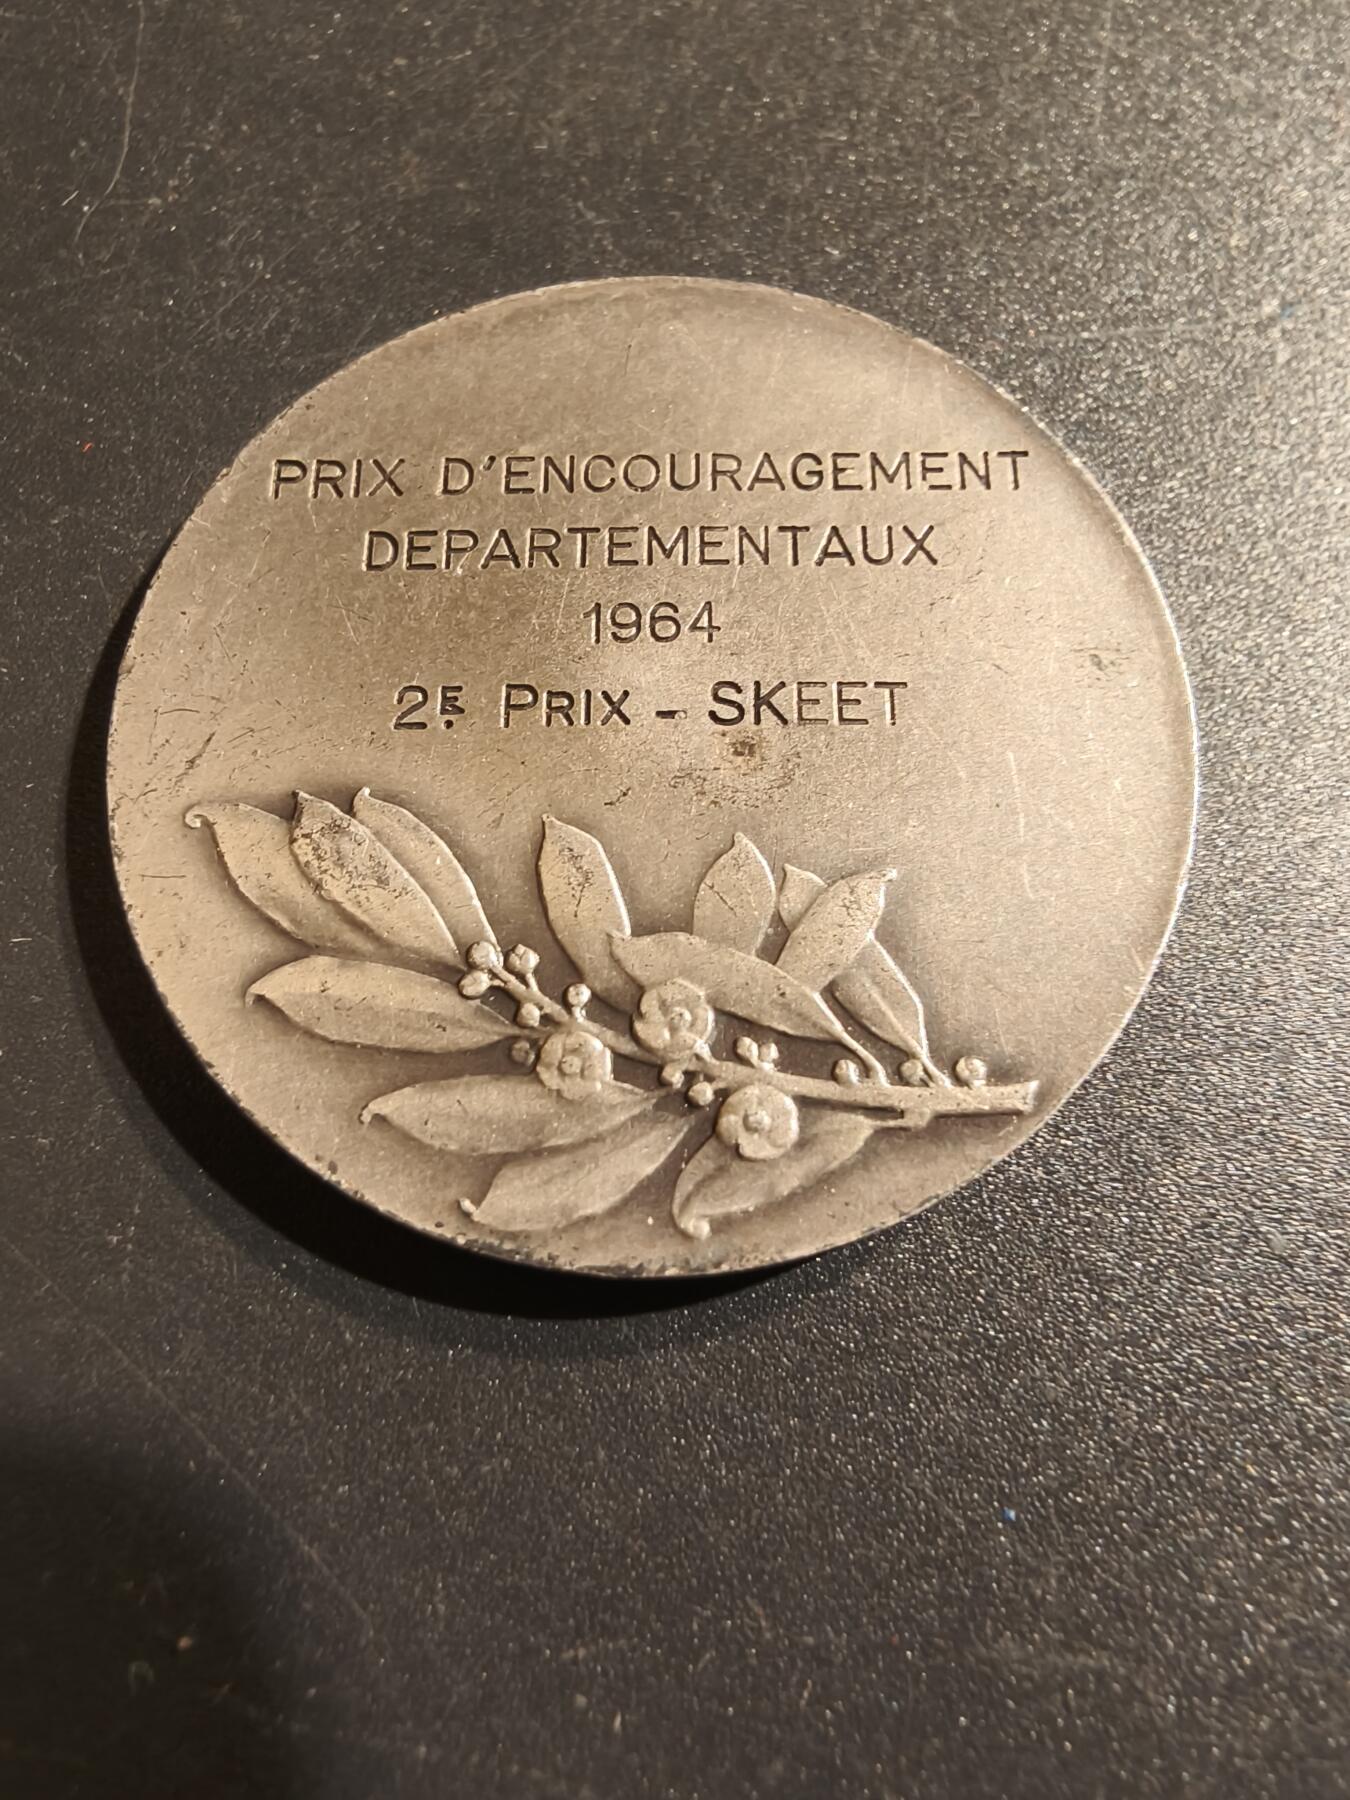 PRIX D'ENCOURAGEMENT
DEPARTEMENTAUX
1964
2E. PRIX - SKEET